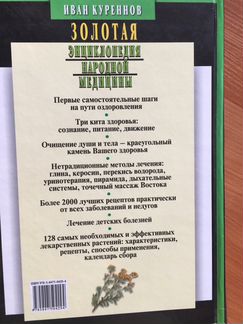 ИВАН КУРЕННОВ
ЗОЛОТАЯ
ЭНЦИКЛОПЕДИЯ
НАРОДНОЙ
МЕДИЦИНЫ
Первые самостоятельные шаги
на пути оздоровления
Три кита здоровья:
сознание, питание, движение
Очищение души и тела – краеугольный
камень Вашего здоровья
Нетрадиционные методы лечения:
глина, керосин, перекись водорода,
уринотерапия, пирамида, дыхательные
системы, точечный массаж Востока
Более 2000 лучших рецептов практически
от всех заболеваний и недугов
Лечение детских болезней
128 самых необходимых и эффективных
лекарственных растений: характеристики,
рецепты, способы применения,
календарь сбора